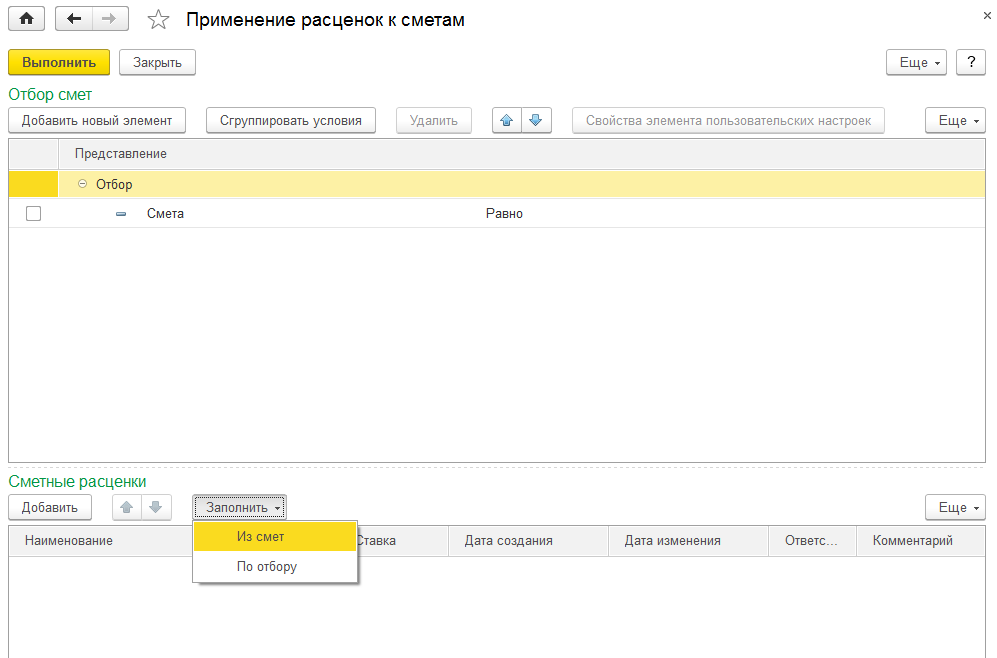 Применение расценок к сметам
Выполнить Закрыть Еще ?
Отбор смет
Добавить новый элемент Сгруппировать условия Удалить Свойства элемента пользовательских настроек Еще
Представление
Отбор
Смета Равно
Сметные расценки
Добавить Заполнить Еще
Наименование Ставка Дата создания Дата изменения Ответс... Комментарий
Из смет
По отбору